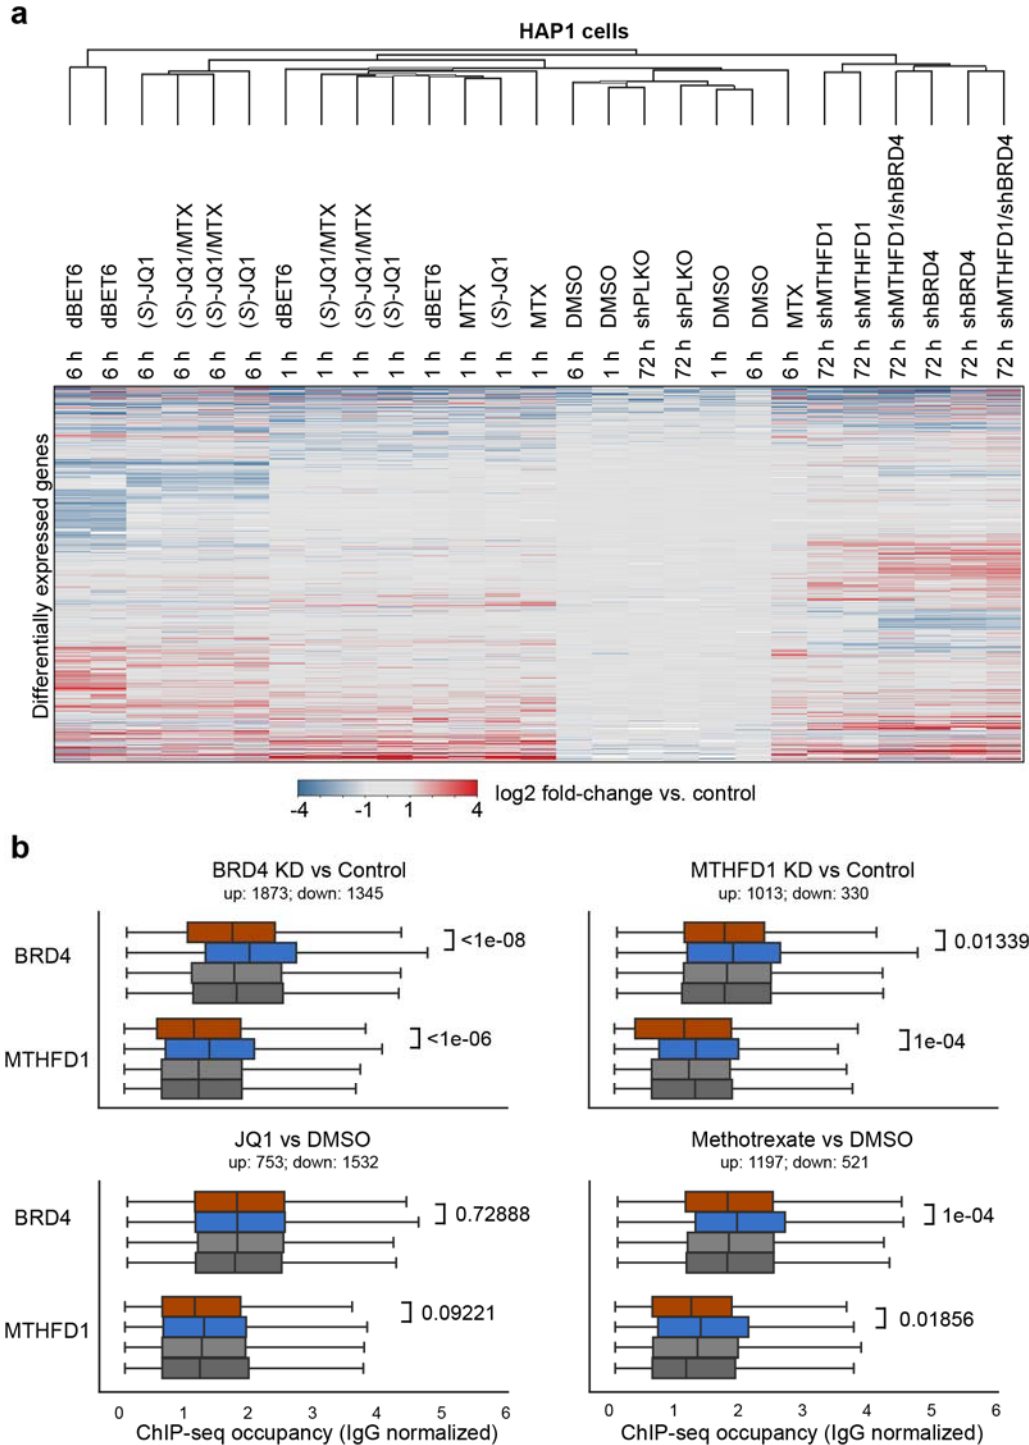 a
HAP1 cells
6 h dBET6
6 h dBET6
6 h (S)-JQ1
6 h (S)-JQ1/MTX
6 h (S)-JQ1/MTX
6 h (S)-JQ1
1 h dBET6
1 h (S)-JQ1/MTX
1 h (S)-JQ1/MTX
1 h (S)-JQ1
1 h dBET6
1 h MTX
1 h (S)-JQ1
1 h MTX
6 h DMSO
1 h DMSO
72 h shPLKO
72 h shPLKO
1 h DMSO
6 h DMSO
6 h MTX
72 h shMTHFD1
72 h shMTHFD1
72 h shMTHFD1/shBRD4
72 h shBRD4
72 h shBRD4
72 h shMTHFD1/shBRD4
Differentially expressed genes
-4 -1 1 4
log2 fold-change vs. control
b
BRD4 KD vs Control
up: 1873; down: 1345
BRD4
<1e-08
MTHFD1
<1e-06
MTHFD1 KD vs Control
up: 1013; down: 330
0.01339
1e-04
JQ1 vs DMSO
up: 753; down: 1532
BRD4
0.72888
MTHFD1
0.09221
0 1 2 3 4 5 6
ChIP-seq occupancy (IgG normalized)
Methotrexate vs DMSO
up: 1197; down: 521
1e-04
0.01856
0 1 2 3 4 5 6
ChIP-seq occupancy (IgG normalized)